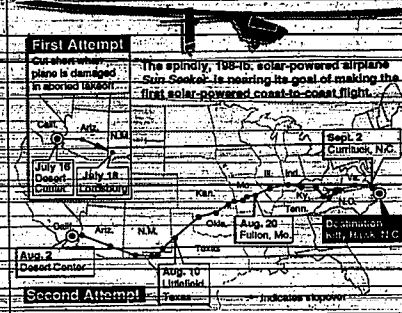 First Attempt
Cut short when
plane is damaged
in aborted takeoff
The spindly, 198-lb. solar-powered airplane
Sun Seeker is nearing its goal of making the
first solar-powered coast-to-coast flight.
Calif.
Ariz.
N.M.
July 16
Desert
Center
July 18
Lordsburg
Sept. 2
Currituck, N.C.
Ill.
Ind.
Va.
Kan.
Mo.
Ky.
N.C.
Okla.
Tenn.
Calif.
Ariz.
N.M.
Texas
Aug. 20
Fulton, Mo.
Destination
Kitty Hawk, N.C.
Aug. 2
Desert Center
Aug. 10
Littlefield
Texas
Second Attempt
Indicates stopover